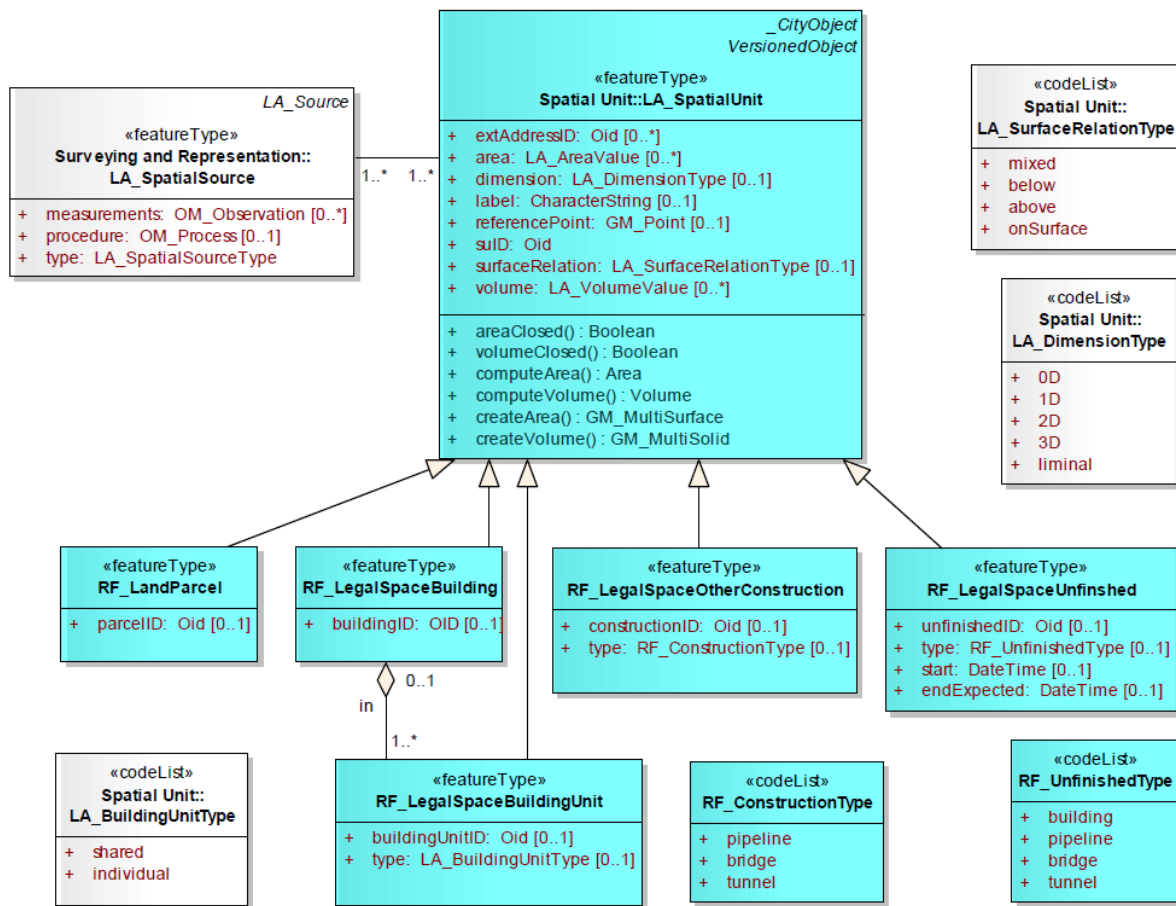 _CityObject
VersionedObject
«featureType»
Spatial Unit::LA_SpatialUnit
+ extAddressID: Oid [0..*]
+ area: LA_AreaValue [0..*]
+ dimension: LA_DimensionType [0..1]
+ label: CharacterString [0..1]
+ referencePoint: GM_Point [0..1]
+ suID: Oid
+ surfaceRelation: LA_SurfaceRelationType [0..1]
+ volume: LA_VolumeValue [0..*]
+ areaClosed() : Boolean
+ volumeClosed() : Boolean
+ computeArea() : Area
+ computeVolume() : Volume
+ createArea() : GM_MultiSurface
+ createVolume() : GM_MultiSolid
LA_Source
«featureType»
Surveying and Representation::
LA_SpatialSource
+ measurements: OM_Observation [0..*]
+ procedure: OM_Process [0..1]
+ type: LA_SpatialSourceType
1..* 1..*
«codeList»
Spatial Unit::
LA_SurfaceRelationType
+ mixed
+ below
+ above
+ onSurface
«codeList»
Spatial Unit::
LA_DimensionType
+ 0D
+ 1D
+ 2D
+ 3D
+ liminal
«featureType»
RF_LandParcel
+ parcelID: Oid [0..1]
«featureType»
RF_LegalSpaceBuilding
+ buildingID: OID [0..1]
«featureType»
RF_LegalSpaceOtherConstruction
+ constructionID: Oid [0..1]
+ type: RF_ConstructionType [0..1]
«featureType»
RF_LegalSpaceUnfinshed
+ unfinishedID: Oid [0..1]
+ type: RF_UnfinishedType [0..1]
+ start: DateTime [0..1]
+ endExpected: DateTime [0..1]
0..1
in
1..*
«codeList»
Spatial Unit::
LA_BuildingUnitType
+ shared
+ individual
«featureType»
RF_LegalSpaceBuildingUnit
+ buildingUnitID: Oid [0..1]
+ type: LA_BuildingUnitType [0..1]
«codeList»
RF_ConstructionType
+ pipeline
+ bridge
+ tunnel
«codeList»
RF_UnfinishedType
+ building
+ pipeline
+ bridge
+ tunnel